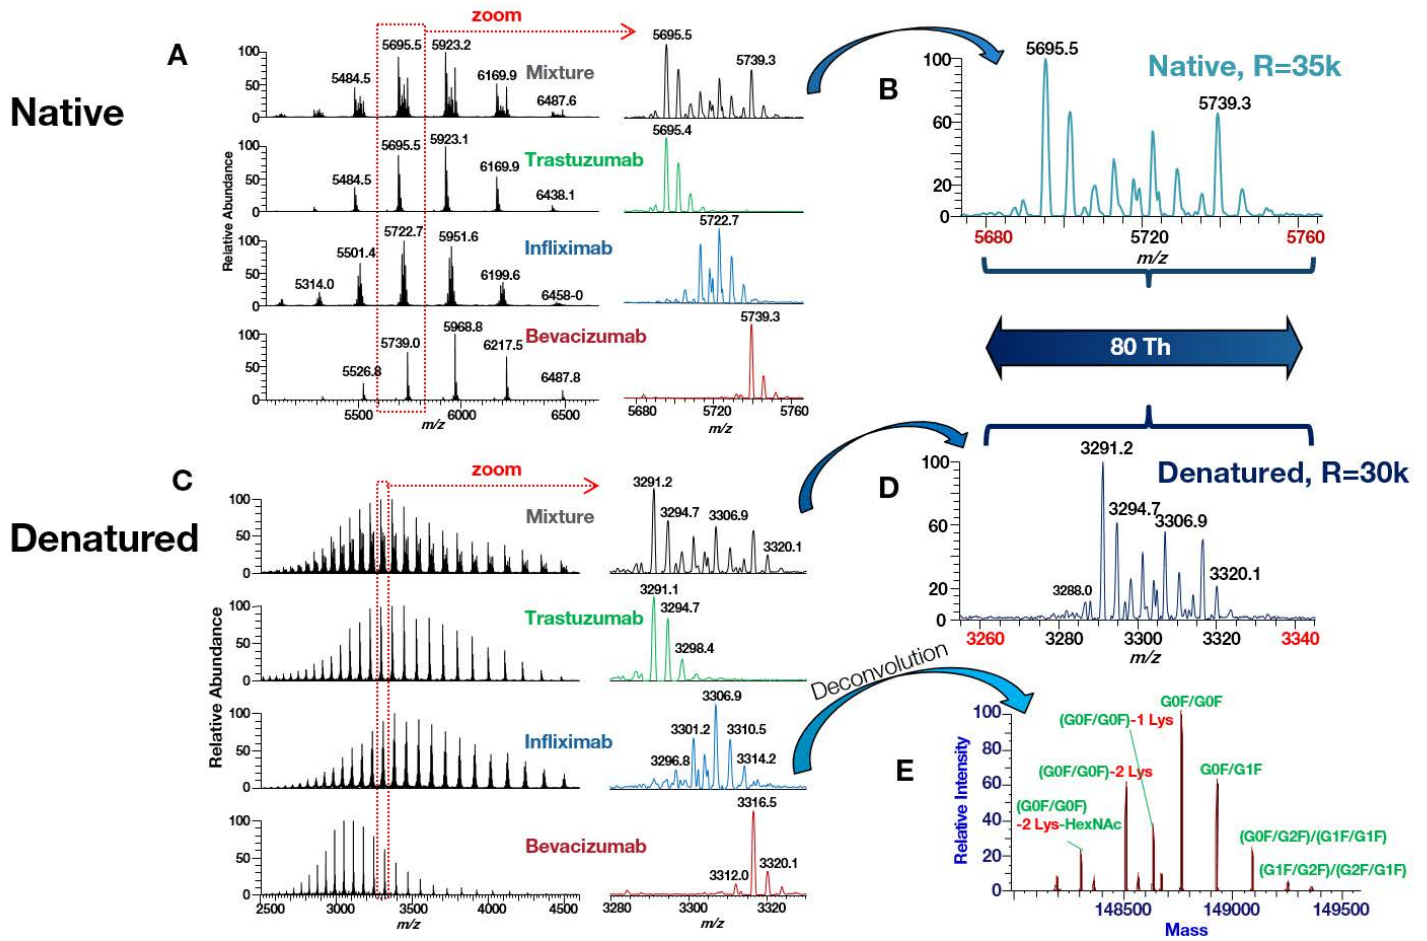 Native
A
zoom
Relative Abundance
100
50
0
5484.5
5695.5
5923.2
6169.9
6487.6
Mixture
5695.5
5739.3
100
50
0
5484.5
5695.5
5923.1
6169.9
6438.1
Trastuzumab
5695.4
100
50
0
5314.0
5501.4
5722.7
5951.6
6199.6
6458-0
Infliximab
5722.7
100
50
0
5526.8
5739.0
5968.8
6217.5
6487.8
Bevacizumab
5739.3
5500
6000
6500
m/z
5680
5720
5760
m/z
B
Native, R=35k
100
60
20
0
5695.5
5739.3
5680
5720
5760
m/z
80 Th
Denatured
C
zoom
Relative Abundance
100
50
0
Mixture
3291.2
3294.7
3306.9
3320.1
100
50
0
Trastuzumab
3291.1
3294.7
3298.4
100
50
0
Infliximab
3296.8
3301.2
3306.9
3310.5
3314.2
100
50
0
Bevacizumab
3312.0
3316.5
3320.1
2500
3000
3500
4000
4500
m/z
3280
3300
3320
m/z
D
Denatured, R=30k
100
60
20
0
3288.0
3291.2
3294.7
3306.9
3320.1
3260
3280
3300
3320
3340
m/z
Deconvolution
E
Relative Intensity
100
80
60
40
20
0
(G0F/G0F)
-2 Lys-HexNAc
(G0F/G0F)-2 Lys
(G0F/G0F)-1 Lys
G0F/G0F
G0F/G1F
(G0F/G2F)/(G1F/G1F)
(G1F/G2F)/(G2F/G1F)
148500
149000
149500
Mass